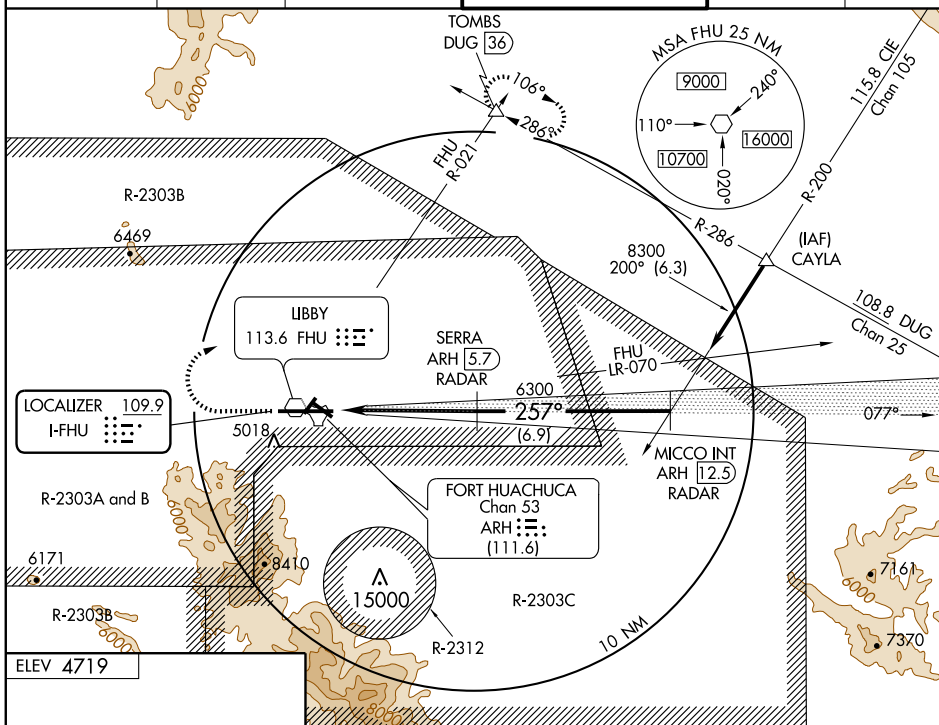 TOMBS
DUG 36
106°
286°
FHU
R-021
MSA FHU 25 NM
9000
240°
110°
16000
10700
020°
115.8 CIE
Chan 105
R-200
R-2303B
6000
6469
R-286
8300
200° (6.3)
(IAF)
CAYLA
108.8 DUG
Chan 25
LIBBY
113.6 FHU
SERRA
ARH 5.7
RADAR
FHU
LR-070
6300
257°
(6.9)
077°
LOCALIZER 109.9
I-FHU
5018
MICCO INT
ARH 12.5
RADAR
R-2303A and B
6000
FORT HUACHUCA
Chan 53
ARH
(111.6)
6171
8410
15000
R-2303C
7161
6000
R-2303B
6000
R-2312
10 NM
7370
ELEV 4719
8000